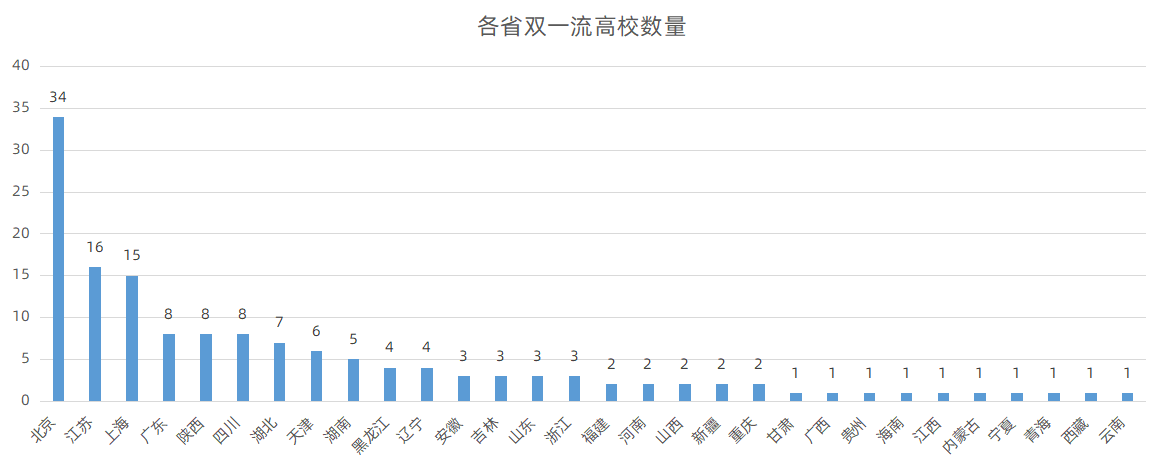 各省双一流高校数量
40
35
30
25
20
15
10
5
0
34
16
15
8
8
8
7
6
5
4
4
3
3
3
3
2
2
2
2
2
1
1
1
1
1
1
1
1
1
1
北京
江苏
上海
广东
陕西
四川
湖北
天津
湖南
黑龙江
辽宁
安徽
吉林
山东
浙江
福建
河南
山西
新疆
重庆
甘肃
广西
贵州
海南
江西
内蒙古
宁夏
青海
西藏
云南